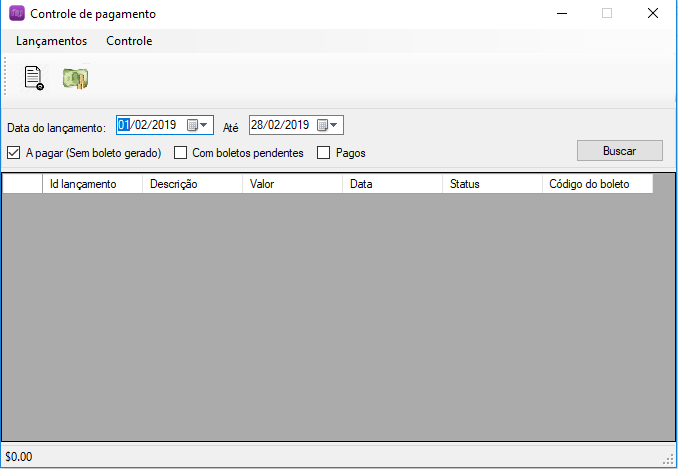 Controle de pagamento
Lançamentos Controle
Data do lançamento: 01/02/2019 Até 28/02/2019
A pagar (Sem boleto gerado) Com boletos pendentes Pagos Buscar
Id lançamento Descrição Valor Data Status Código do boleto
$0.00